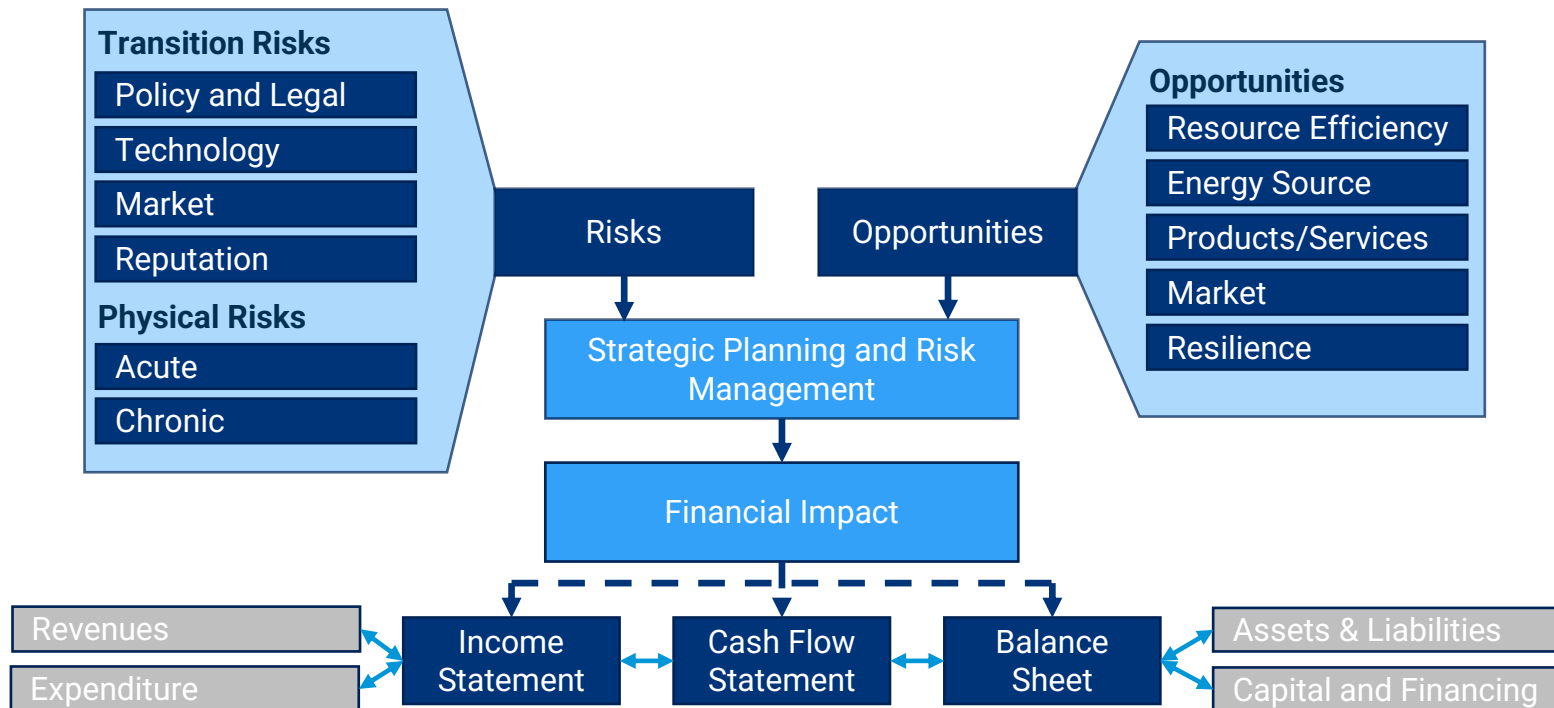 Transition Risks
Policy and Legal
Technology
Market
Reputation
Physical Risks
Acute
Chronic
Risks
Opportunities
Opportunities
Resource Efficiency
Energy Source
Products/Services
Market
Resilience
Strategic Planning and Risk
Management
Financial Impact
Revenues
Expenditure
Income
Statement
Cash Flow
Statement
Balance
Sheet
Assets & Liabilities
Capital and Financing